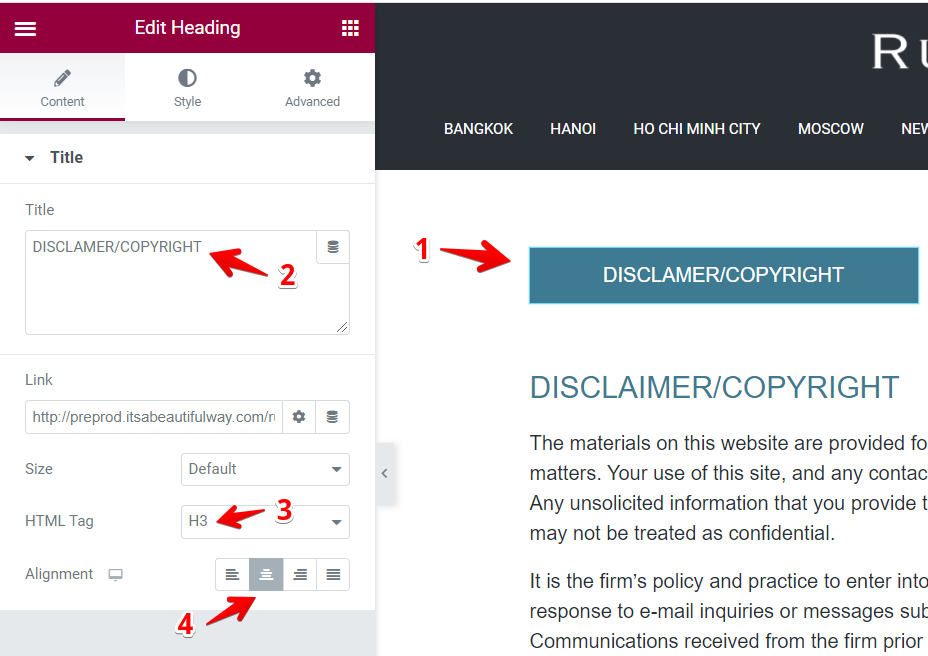 Edit Heading
Content
Style
Advanced
Title
Title
DISCLAMER/COPYRIGHT
2
Link
http://preprod.itsabeautifulway.com/ru
Size
Default
HTML Tag
H3
3
Alignment
4
Ru
BANGKOK HANOI HO CHI MINH CITY MOSCOW NEW
1
DISCLAMER/COPYRIGHT
DISCLAIMER/COPYRIGHT
The materials on this website are provided fo
matters. Your use of this site, and any contac
Any unsolicited information that you provide t
may not be treated as confidential.
It is the firm’s policy and practice to enter into
response to e-mail inquiries or messages sub
Communications received from the firm prior